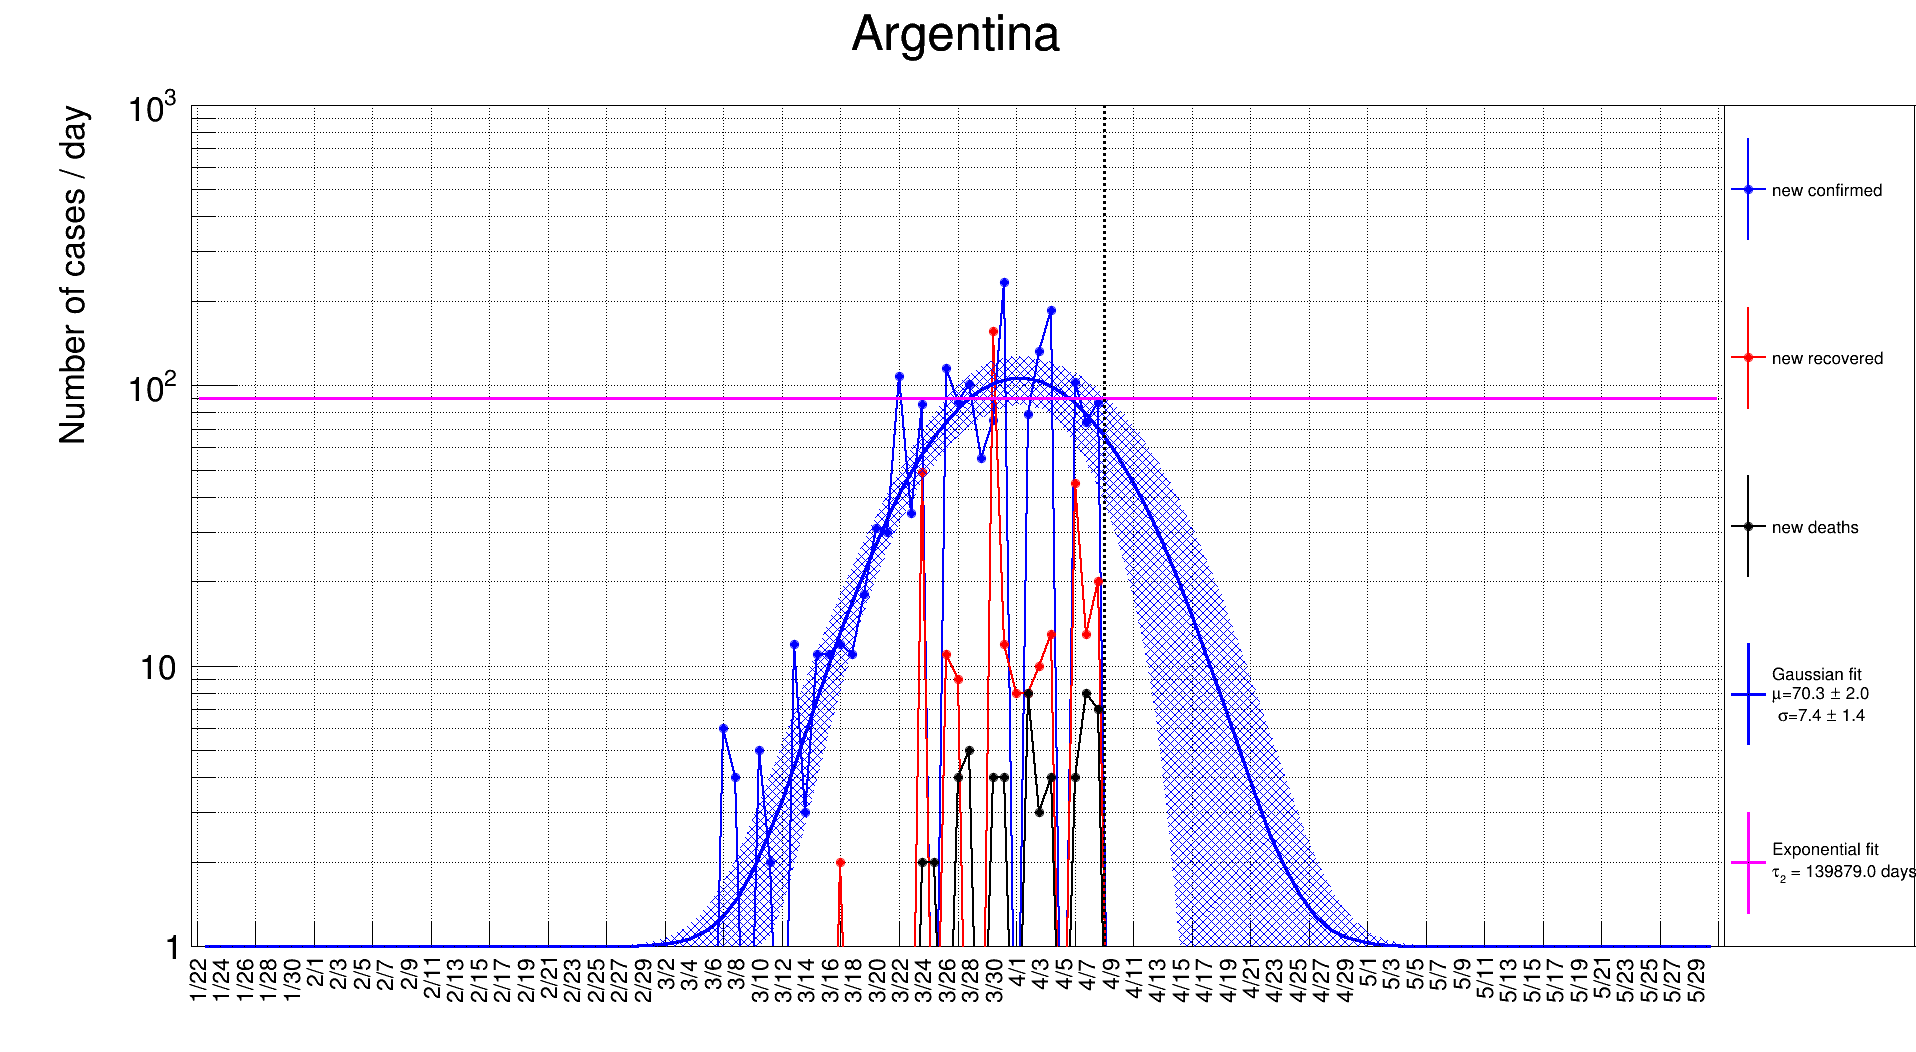 Argentina
Number of cases / day
10³
10²
10
1
1/22 1/24 1/26 1/28 1/30 2/1 2/3 2/5 2/7 2/9 2/11 2/13 2/15 2/17 2/19 2/21 2/23 2/25 2/27 2/29 3/2 3/4 3/6 3/8 3/10 3/12 3/14 3/16 3/18 3/20 3/22 3/24 3/26 3/28 3/30 4/1 4/3 4/5 4/7 4/9 4/11 4/13 4/15 4/17 4/19 4/21 4/23 4/25 4/27 4/29 5/1 5/3 5/5 5/7 5/9 5/11 5/13 5/15 5/17 5/19 5/21 5/23 5/25 5/27 5/29
new confirmed
new recovered
new deaths
Gaussian fit
μ=70.3 ± 2.0
σ=7.4 ± 1.4
Exponential fit
τ₂ = 139879.0 days